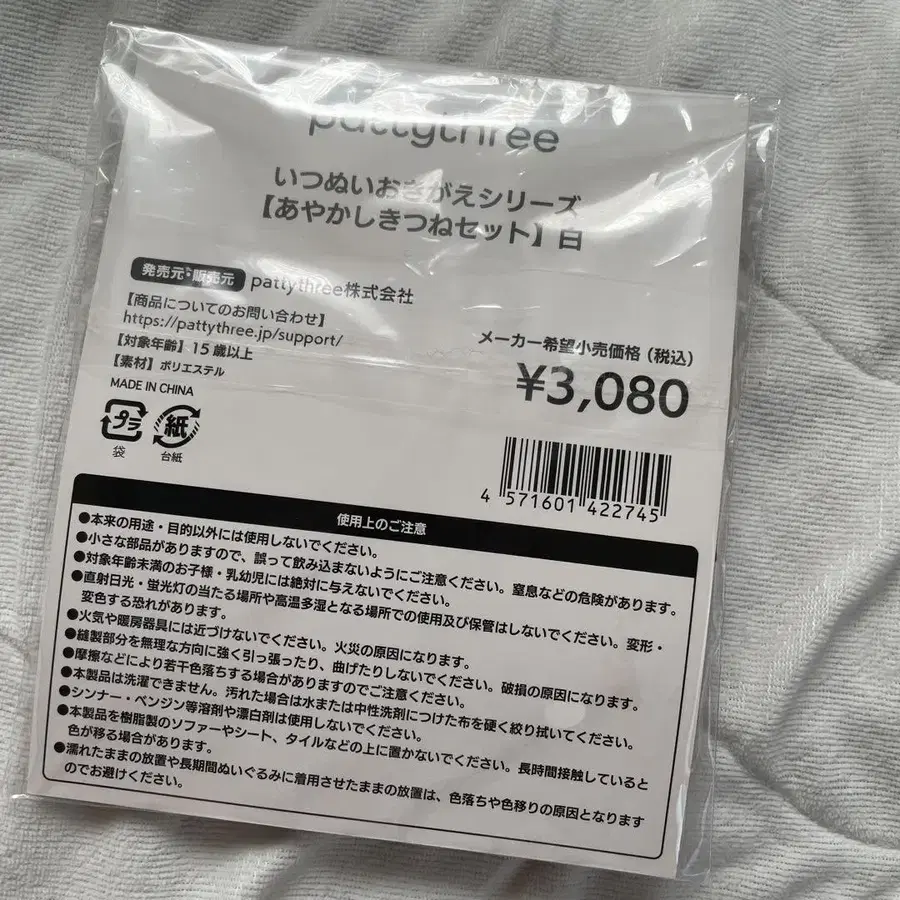 pattythree
いつぬいおきがえシリーズ
【あやかしきつねセット】白
発売元・販売元 pattythree株式会社
【商品についてのお問い合わせ】
https://pattythree.jp/support/
【対象年齢】15歳以上
【素材】ポリエステル
MADE IN CHINA
プラ 紙
袋 台紙
メーカー希望小売価格（税込）
¥3,080
4 571601 422745
使用上のご注意
●本来の用途・目的以外には使用しないでください。
●小さな部品がありますので、誤って飲み込まないようにご注意ください。窒息などの危険があります。
●対象年齢未満のお子様・乳幼児には絶対に与えないでください。
●直射日光・蛍光灯の当たる場所や高温多湿となる場所での使用及び保管はしないでください。変形・
変色する恐れがあります。
●火気や暖房器具には近づけないでください。火災の原因になります。
●縫製部分を無理な方向に強く引っ張ったり、曲げたりしないでください。破損の原因になります。
●摩擦などにより若干色落ちする場合がありますのでご注意ください。
●本製品は洗濯できません。汚れた場合は水または中性洗剤につけた布を硬く絞り拭いてください。
●シンナー・ベンジン等溶剤や漂白剤は使用しないでください。
●本製品を樹脂製のソファーやシート、タイルなどの上に置かないでください。長時間接触していると
色が移る場合があります。
●濡れたままの放置や長期間ぬいぐるみに着用させたままの放置は、色落ちや色移りの原因となります
のでお避けください。